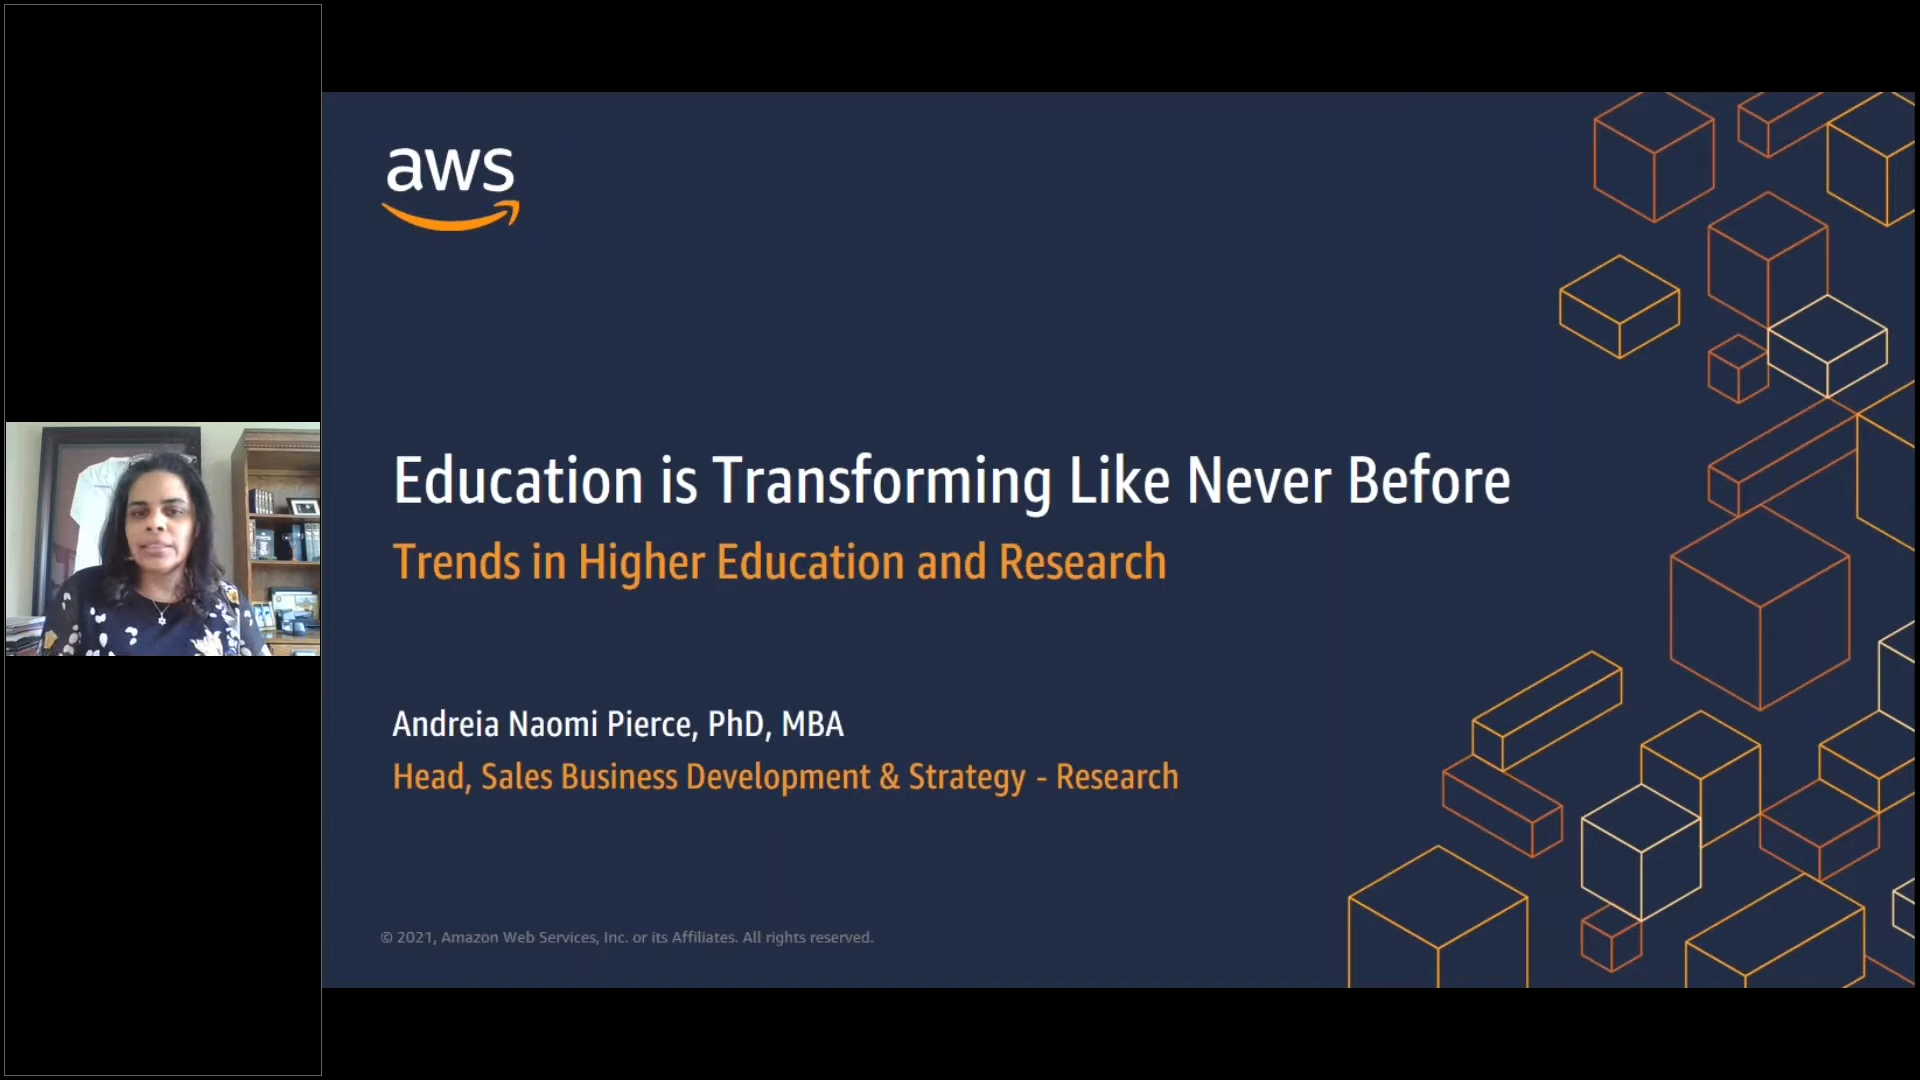 aws
Education is Transforming Like Never Before
Trends in Higher Education and Research
Andreia Naomi Pierce, PhD, MBA
Head, Sales Business Development & Strategy - Research
© 2021, Amazon Web Services, Inc. or its Affiliates. All rights reserved.